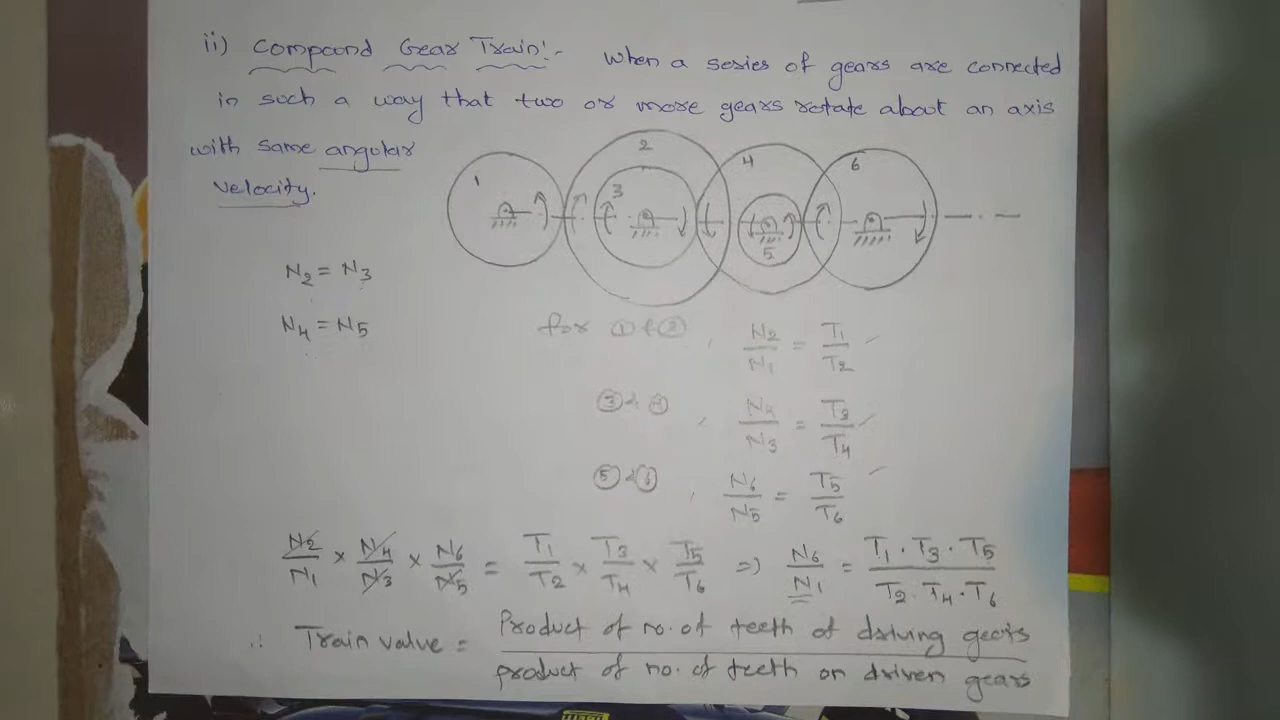 ii) Compound Gear Train:- When a series of gears are connected
in such a way that two or more gears rotate about an axis
with same angular
velocity.
1 2 3 4 5 6
N2 = N3
N4 = N5
for ① & ② , N2/N1 = T1/T2
③ & ④ , N4/N3 = T3/T4
⑤ & ⑥ , N6/N5 = T5/T6
N2/N1 × N4/N3 × N6/N5 = T1/T2 × T3/T4 × T5/T6 => N6/N1 = T1 · T3 · T5 / T2 · T4 · T6
∴ Train value = Product of no. of teeth of driving gears / product of no. of teeth on driven gears